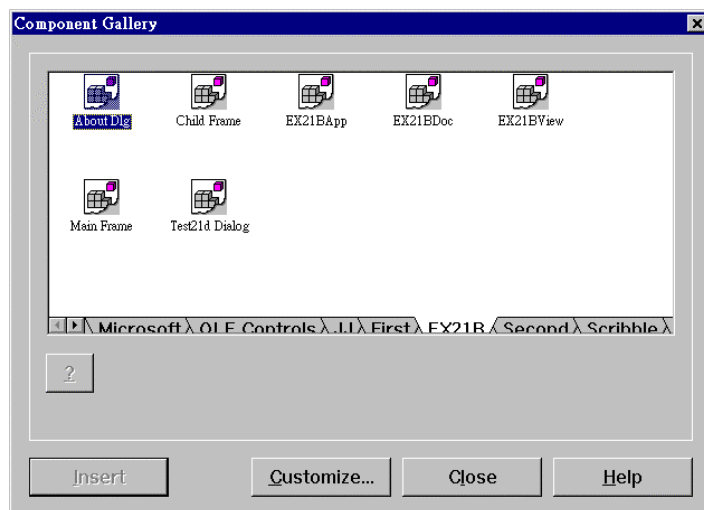 Component Gallery
About Dlg Child Frame EX21BApp EX21BDoc EX21BView
Main Frame Test21d Dialog
Microsoft OLE Controls JJ First EX21B Second Scribble
?
Insert Customize... Close Help